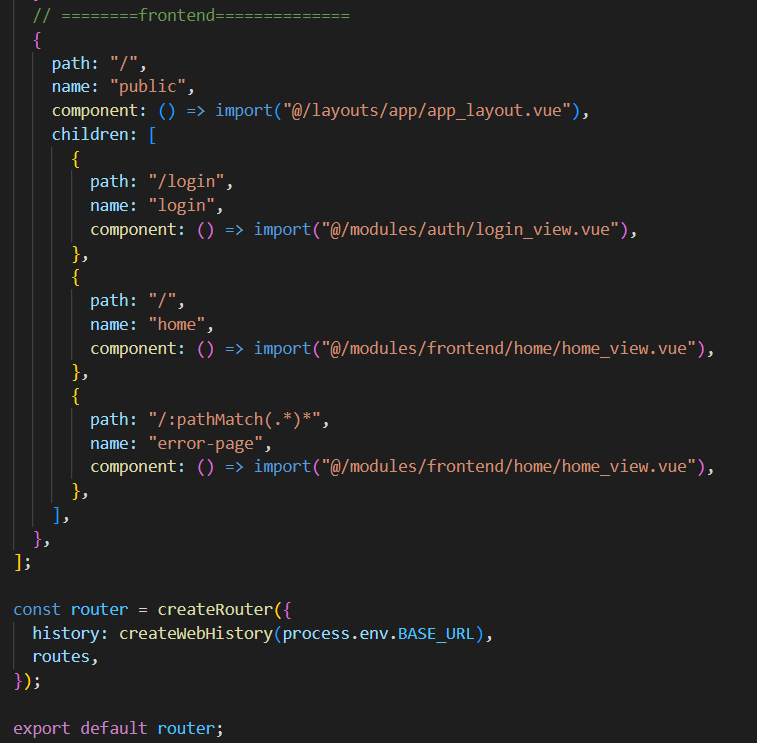 // ========frontend==============
{
path: "/",
name: "public",
component: () => import("@/layouts/app/app_layout.vue"),
children: [
{
path: "/login",
name: "login",
component: () => import("@/modules/auth/login_view.vue"),
},
{
path: "/",
name: "home",
component: () => import("@/modules/frontend/home/home_view.vue"),
},
{
path: "/:pathMatch(.*)*",
name: "error-page",
component: () => import("@/modules/frontend/home/home_view.vue"),
},
],
},
];
const router = createRouter({
history: createWebHistory(process.env.BASE_URL),
routes,
});
export default router;